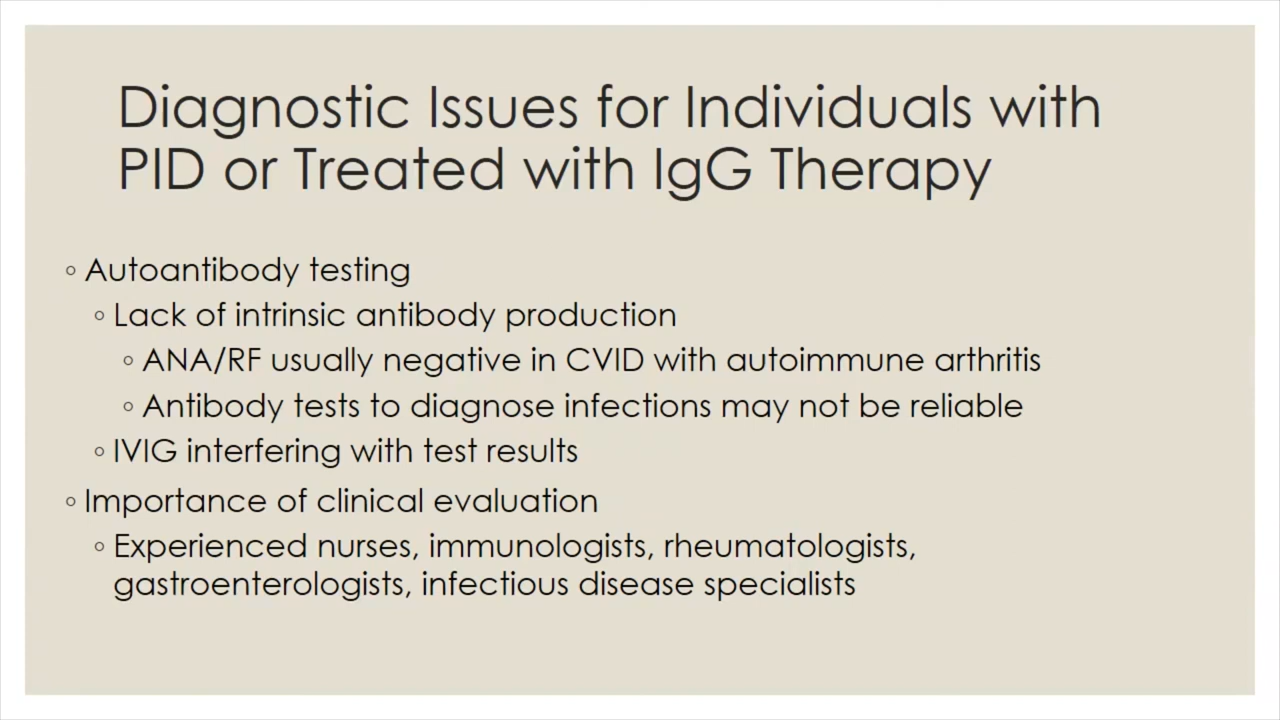 Diagnostic Issues for Individuals with
PID or Treated with IgG Therapy
◦ Autoantibody testing
◦ Lack of intrinsic antibody production
◦ ANA/RF usually negative in CVID with autoimmune arthritis
◦ Antibody tests to diagnose infections may not be reliable
◦ IVIG interfering with test results
◦ Importance of clinical evaluation
◦ Experienced nurses, immunologists, rheumatologists,
gastroenterologists, infectious disease specialists